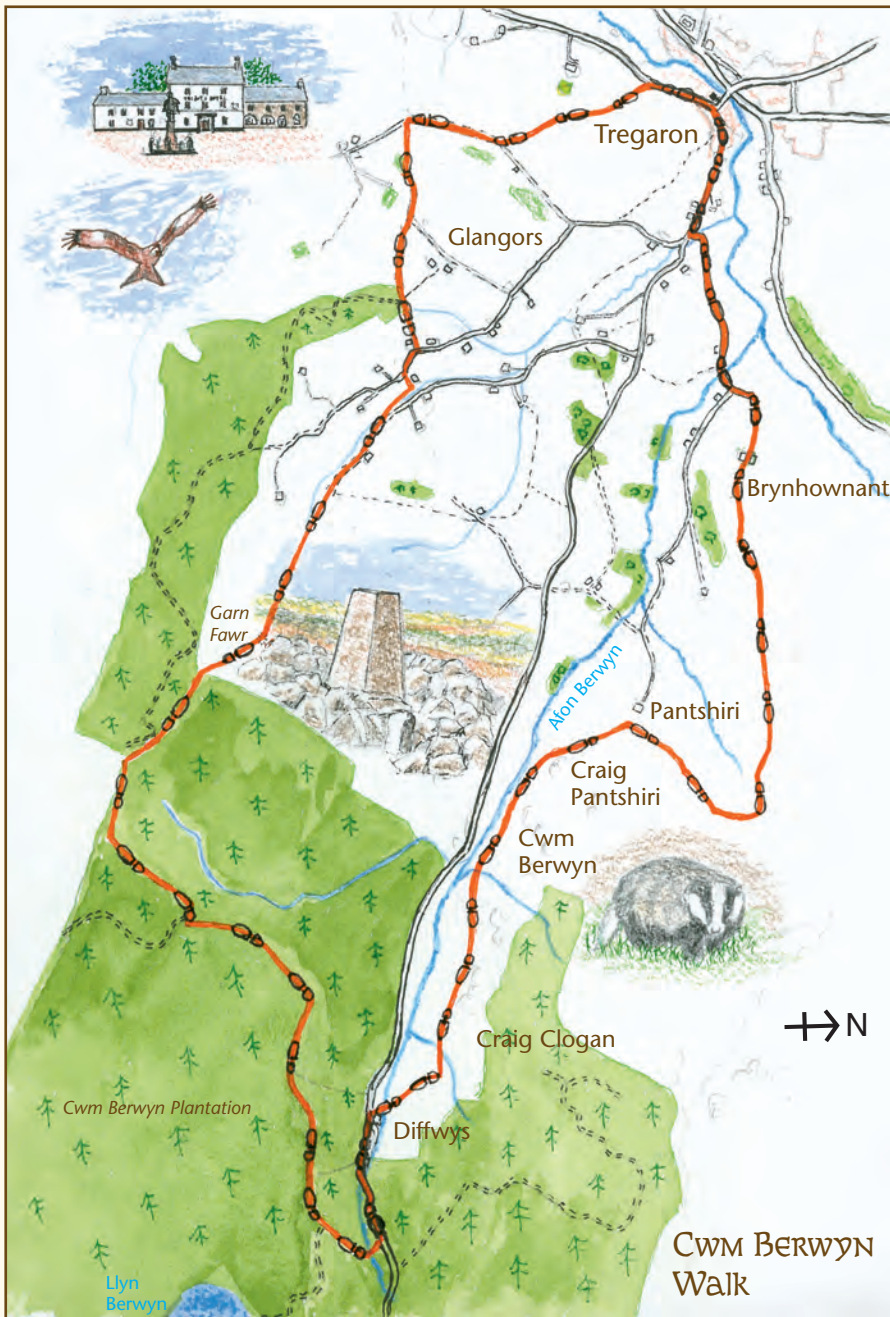 Tregaron
Glangors
Brynhownant
Garn
Fawr
Afon Berwyn
Pantshiri
Craig
Pantshiri
Cwm
Berwyn
N
Craig Clogan
Cwm Berwyn Plantation
Diffwys
Cwm Berwyn
Walk
Llyn
Berwyn